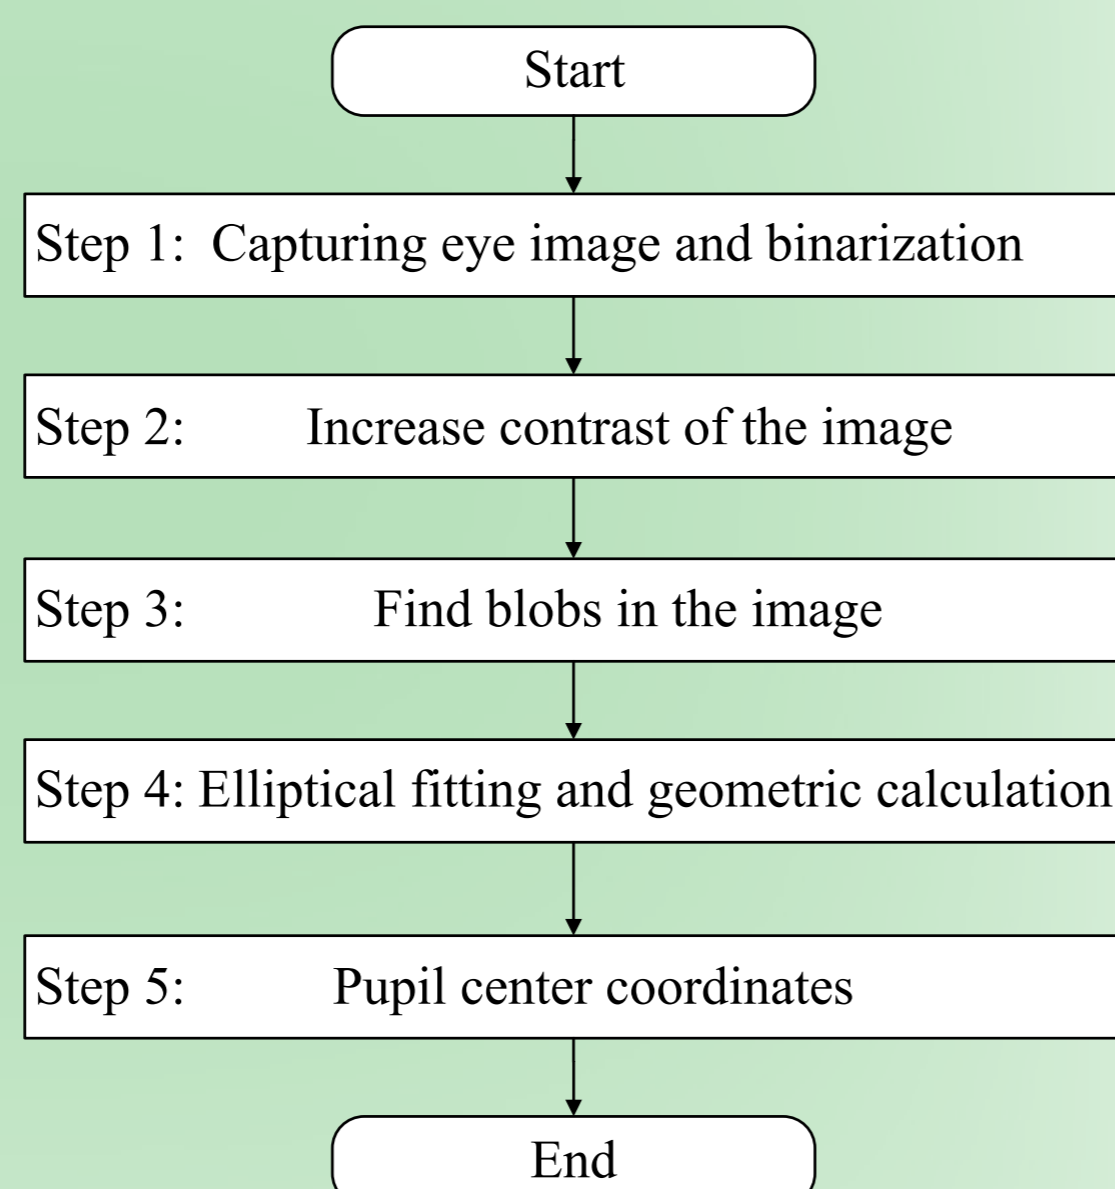 Start
Step 1: Capturing eye image and binarization
Step 2: Increase contrast of the image
Step 3: Find blobs in the image
Step 4: Elliptical fitting and geometric calculation
Step 5: Pupil center coordinates
End